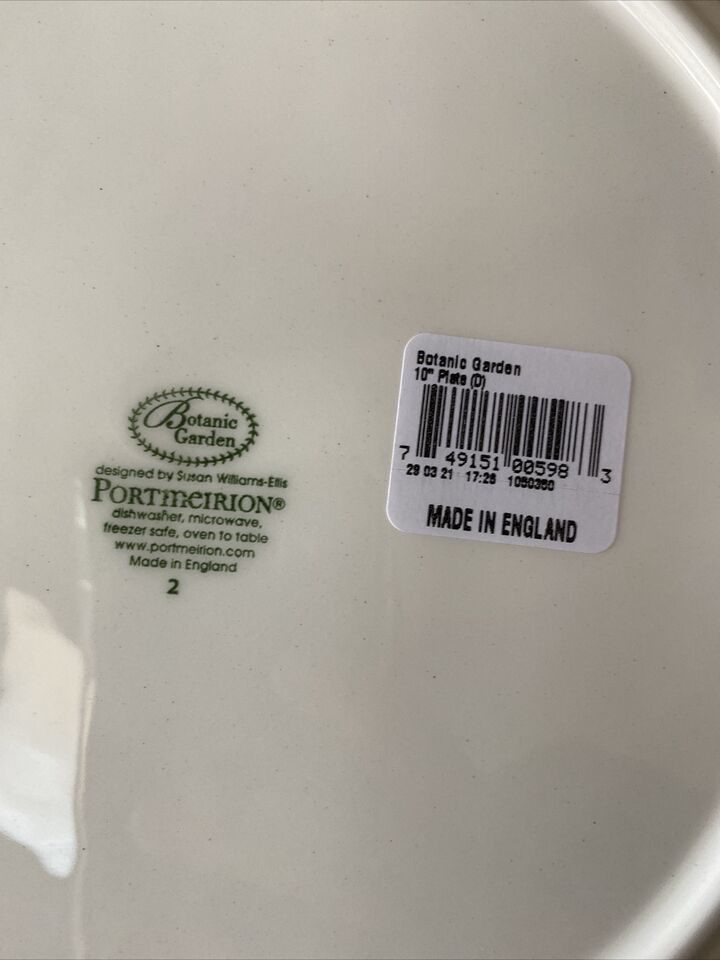 Botanic
Garden
designed by Susan Williams-Ellis
PORTMEIRION®
dishwasher, microwave,
freezer safe, oven to table
www.portmeirion.com
Made in England
2
Botanic Garden
10" Plate (D)
7 49151 00598 3
29 03 21 17:26 1050360
MADE IN ENGLAND